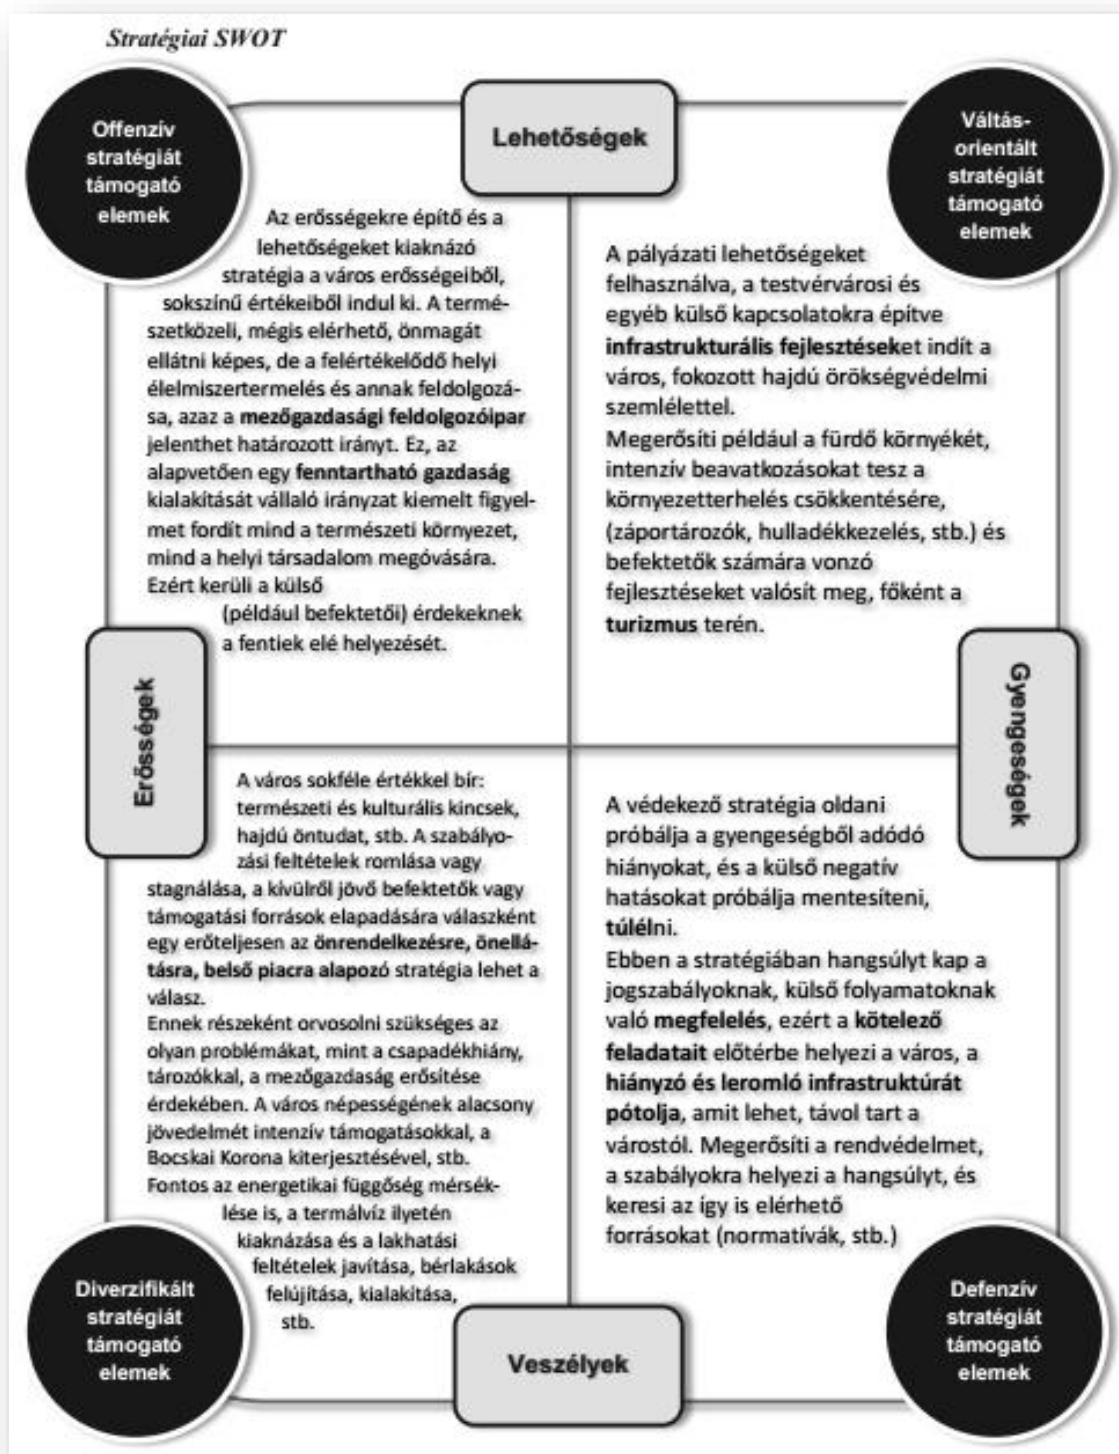 Stratégiai SWOT
Offenzív
stratégiát
támogató
elemek
Lehetőségek
Váltás-
orientált
stratégiát
támogató
elemek
Az erősségekre építő és a
lehetőségeket kiaknázó
stratégia a város erősségeiből,
sokszínű értékeiből indul ki. A termé-
szetközeli, mégis elérhető, önmagát
ellátni képes, de a felértékelődő helyi
élelmiszertermelés és annak feldolgozá-
sa, azaz a mezőgazdasági feldolgozóipar
jelenthet határozott irányt. Ez, az
alapvetően egy fenntartható gazdaság
kialakítását vállaló irányzat kiemelt figyel-
met fordít mind a természeti környezet,
mind a helyi társadalom megóvására.
Ezért kerüli a külső
(például befektetői) érdekeknek
a fentiek elé helyezését.
A pályázati lehetőségeket
felhasználva, a testvérvárosi és
egyéb külső kapcsolatokra építve
infrastrukturális fejlesztéseket indít a
város, fokozott hajdú örökségvédelmi
szemlélettel.
Megerősíti például a fürdő környékét,
intenzív beavatkozásokat tesz a
környezetterhelés csökkentésére,
(záportározók, hulladékkezelés, stb.) és
befektetők számára vonzó
fejlesztéseket valósít meg, főként a
turizmus terén.
Erősségek
Gyengeségek
A város sokféle értékkel bír:
természeti és kulturális kincsek,
hajdú öntudat, stb. A szabályo-
zási feltételek romlása vagy
stagnálása, a kívülről jövő befektetők vagy
támogatási források elapadására válaszként
egy erőteljesen az önrendelkezésre, önellá-
tásra, belső piacra alapozó stratégia lehet a
válasz.
Ennek részeként orvosolni szükséges az
olyan problémákat, mint a csapadékhiány,
tározókkal, a mezőgazdaság erősítése
érdekében. A város népességének alacsony
jövedelmét intenzív támogatásokkal, a
Bocskai Korona kiterjesztésével, stb.
Fontos az energetikai függőség mérsék-
lése is, a termálvíz ilyetén
kiaknázása és a lakhatási
feltételek javítása, bérlakások
felújítása, kialakítása,
stb.
A védekező stratégia oldani
próbálja a gyengeségből adódó
hiányokat, és a külső negatív
hatásokat próbálja mentesíteni,
túlélni.
Ebben a stratégiában hangsúlyt kap a
jogszabályoknak, külső folyamatoknak
való megfelelés, ezért a kötelező
feladatait előtérbe helyezi a város, a
hiányzó és leromló infrastruktúrát
pótolja, amit lehet, távol tart a
várostól. Megerősíti a rendvédelmet,
a szabályokra helyezi a hangsúlyt, és
keresi az így is elérhető
forrásokat (normatívák, stb.)
Diverzifikált
stratégiát
támogató
elemek
Veszélyek
Defenzív
stratégiát
támogató
elemek